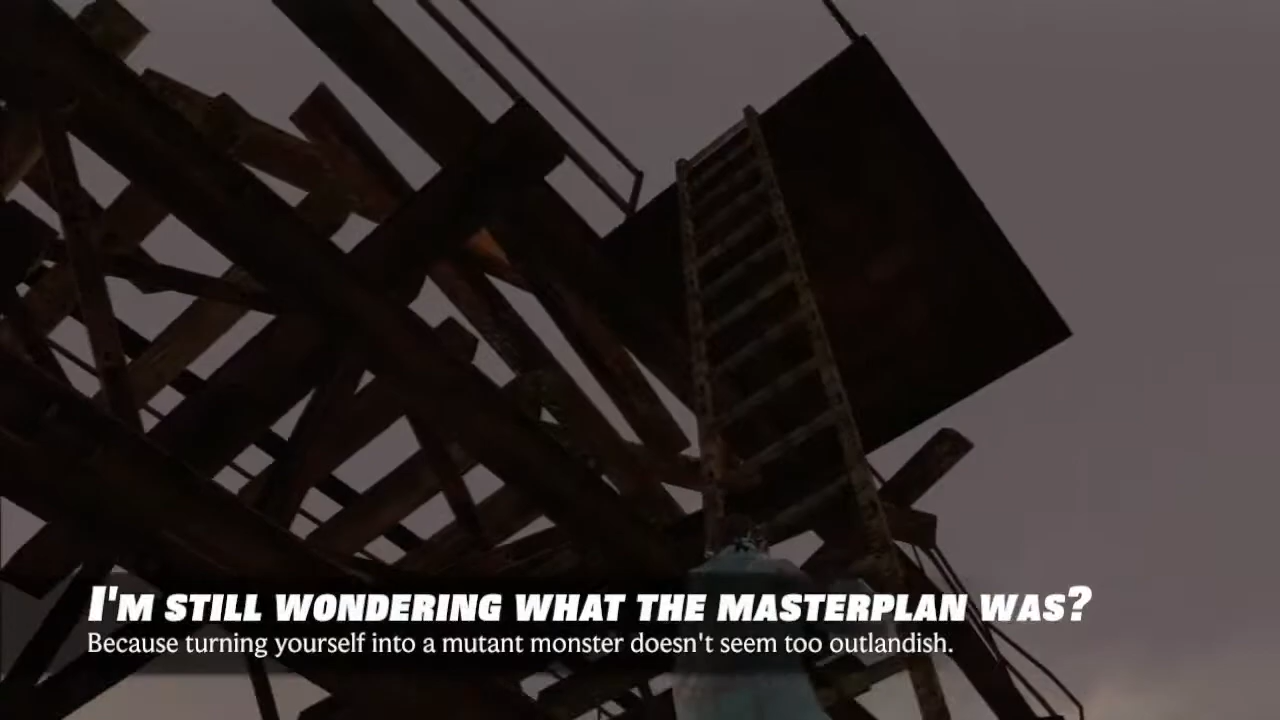 I'm still wondering what the masterplan was?
Because turning yourself into a mutant monster doesn't seem too outlandish.